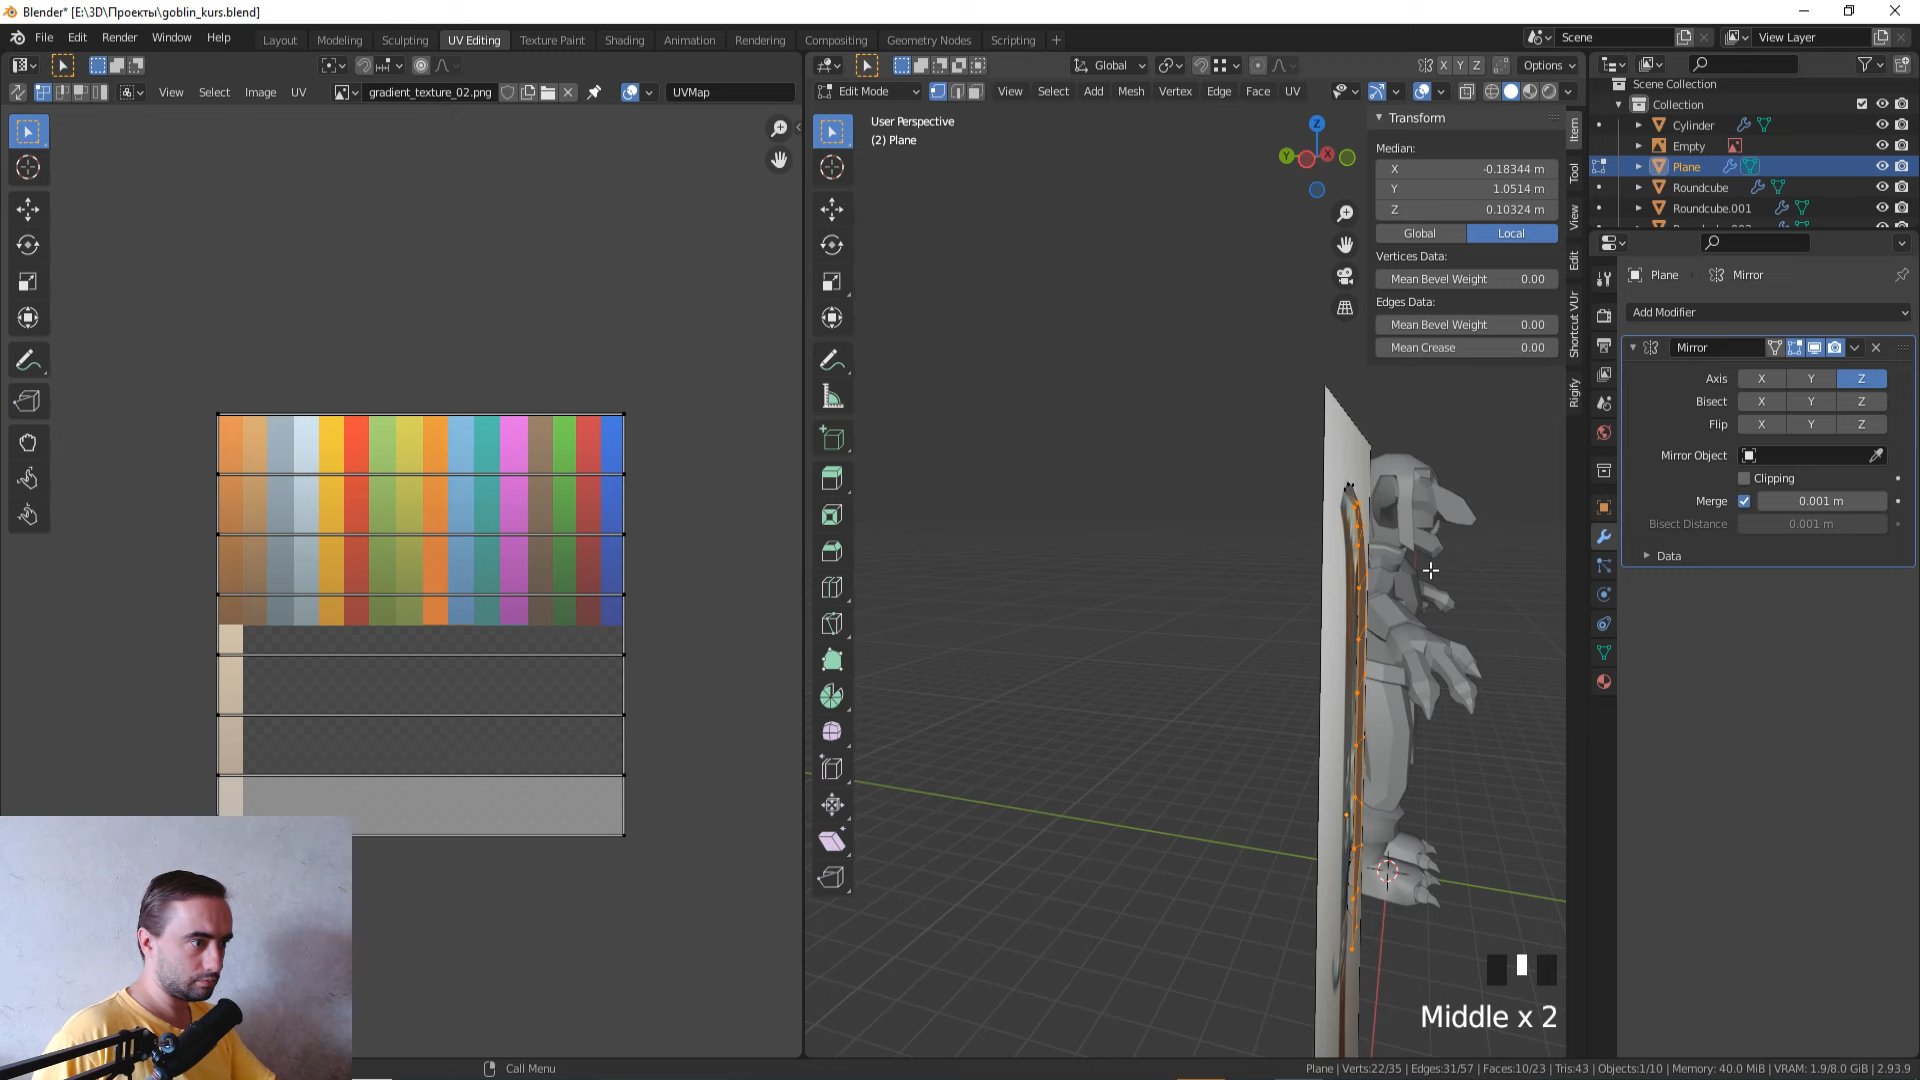 Blender* [E:\3D\Проекты\goblin_kurs.blend]
File Edit Render Window Help
Layout Modeling Sculpting UV Editing Texture Paint Shading Animation Rendering Compositing Geometry Nodes Scripting +
Scene
View Layer
Global
X Y Z
Options
View Select Image UV
gradient_texture_02.png
UVMap
Edit Mode
View Select Add Mesh Vertex Edge Face UV
User Perspective
(2) Plane
Z
Y
X
Transform
Median:
X -0.18344 m
Y 1.0514 m
Z 0.10324 m
Global Local
Vertices Data:
Mean Bevel Weight 0.00
Edges Data:
Mean Bevel Weight 0.00
Mean Crease 0.00
Item
Tool
View
Edit
Shortcut VUr
Rigify
Scene Collection
Collection
Cylinder
Empty
Plane
Roundcube
Roundcube.001
Plane Mirror
Add Modifier
Mirror
Axis X Y Z
Bisect X Y Z
Flip X Y Z
Mirror Object
Clipping
Merge 0.001 m
Bisect Distance 0.001 m
Data
Middle x 2
Call Menu
Plane | Verts:22/35 | Edges:31/57 | Faces:10/23 | Tris:43 | Objects:1/10 | Memory: 40.0 MiB | VRAM: 1.9/8.0 GiB | 2.93.9